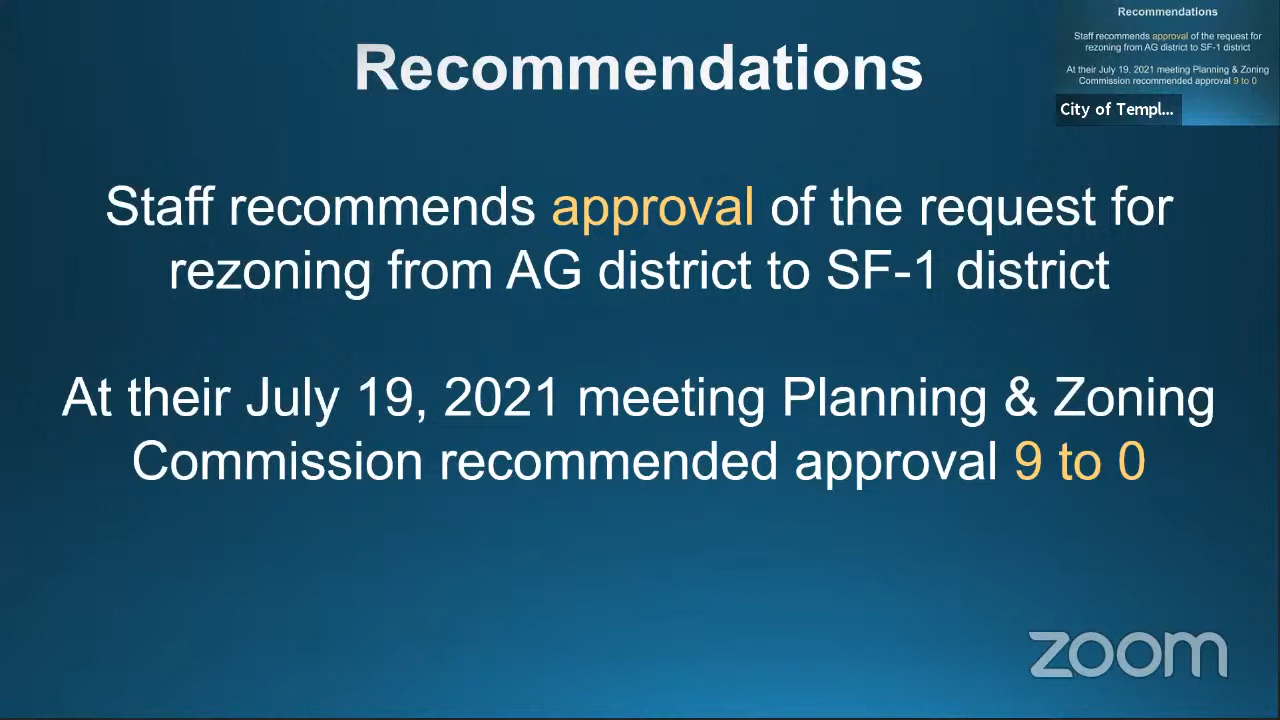 Recommendations
Staff recommends approval of the request for
rezoning from AG district to SF-1 district
At their July 19, 2021 meeting Planning & Zoning
Commission recommended approval 9 to 0
Recommendations
Staff recommends approval of the request for
rezoning from AG district to SF-1 district
At their July 19, 2021 meeting Planning & Zoning
Commission recommended approval 9 to 0
City of Templ...
zoom